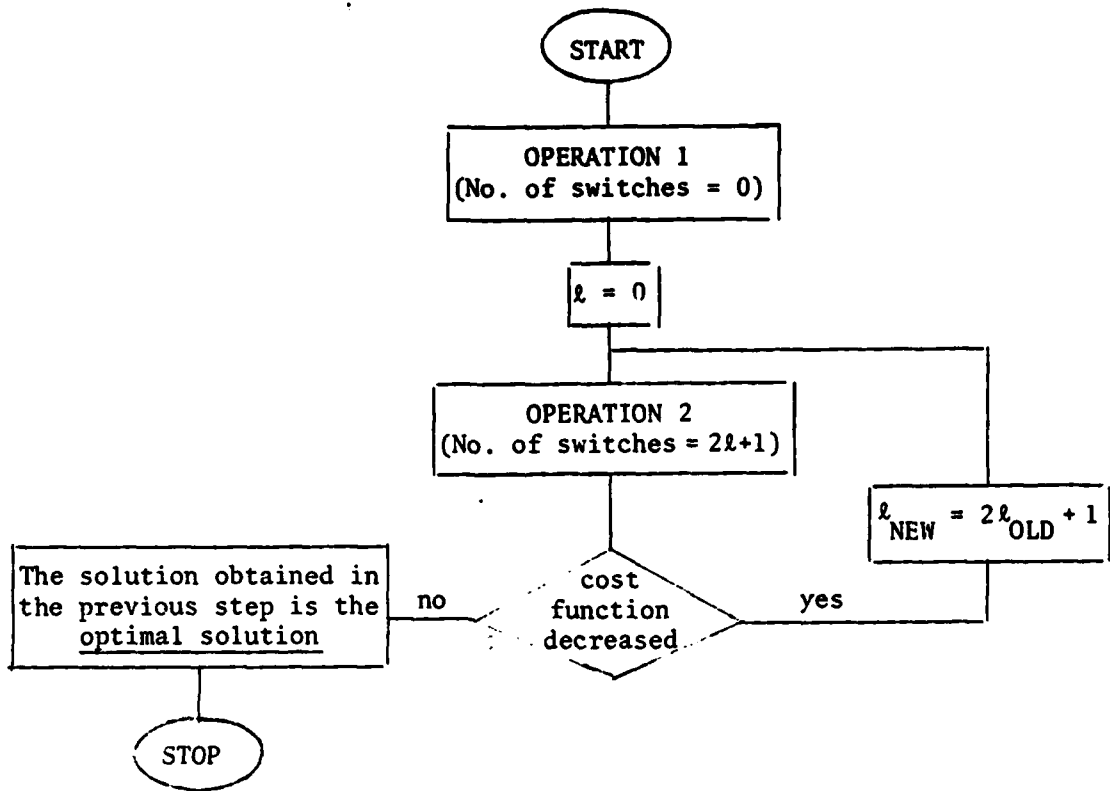 START
OPERATION 1
(No. of switches = 0)
ℓ = 0
OPERATION 2
(No. of switches = 2ℓ+1)
ℓNEW = 2ℓOLD + 1
cost
function
decreased
yes
no
The solution obtained in
the previous step is the
optimal solution
STOP